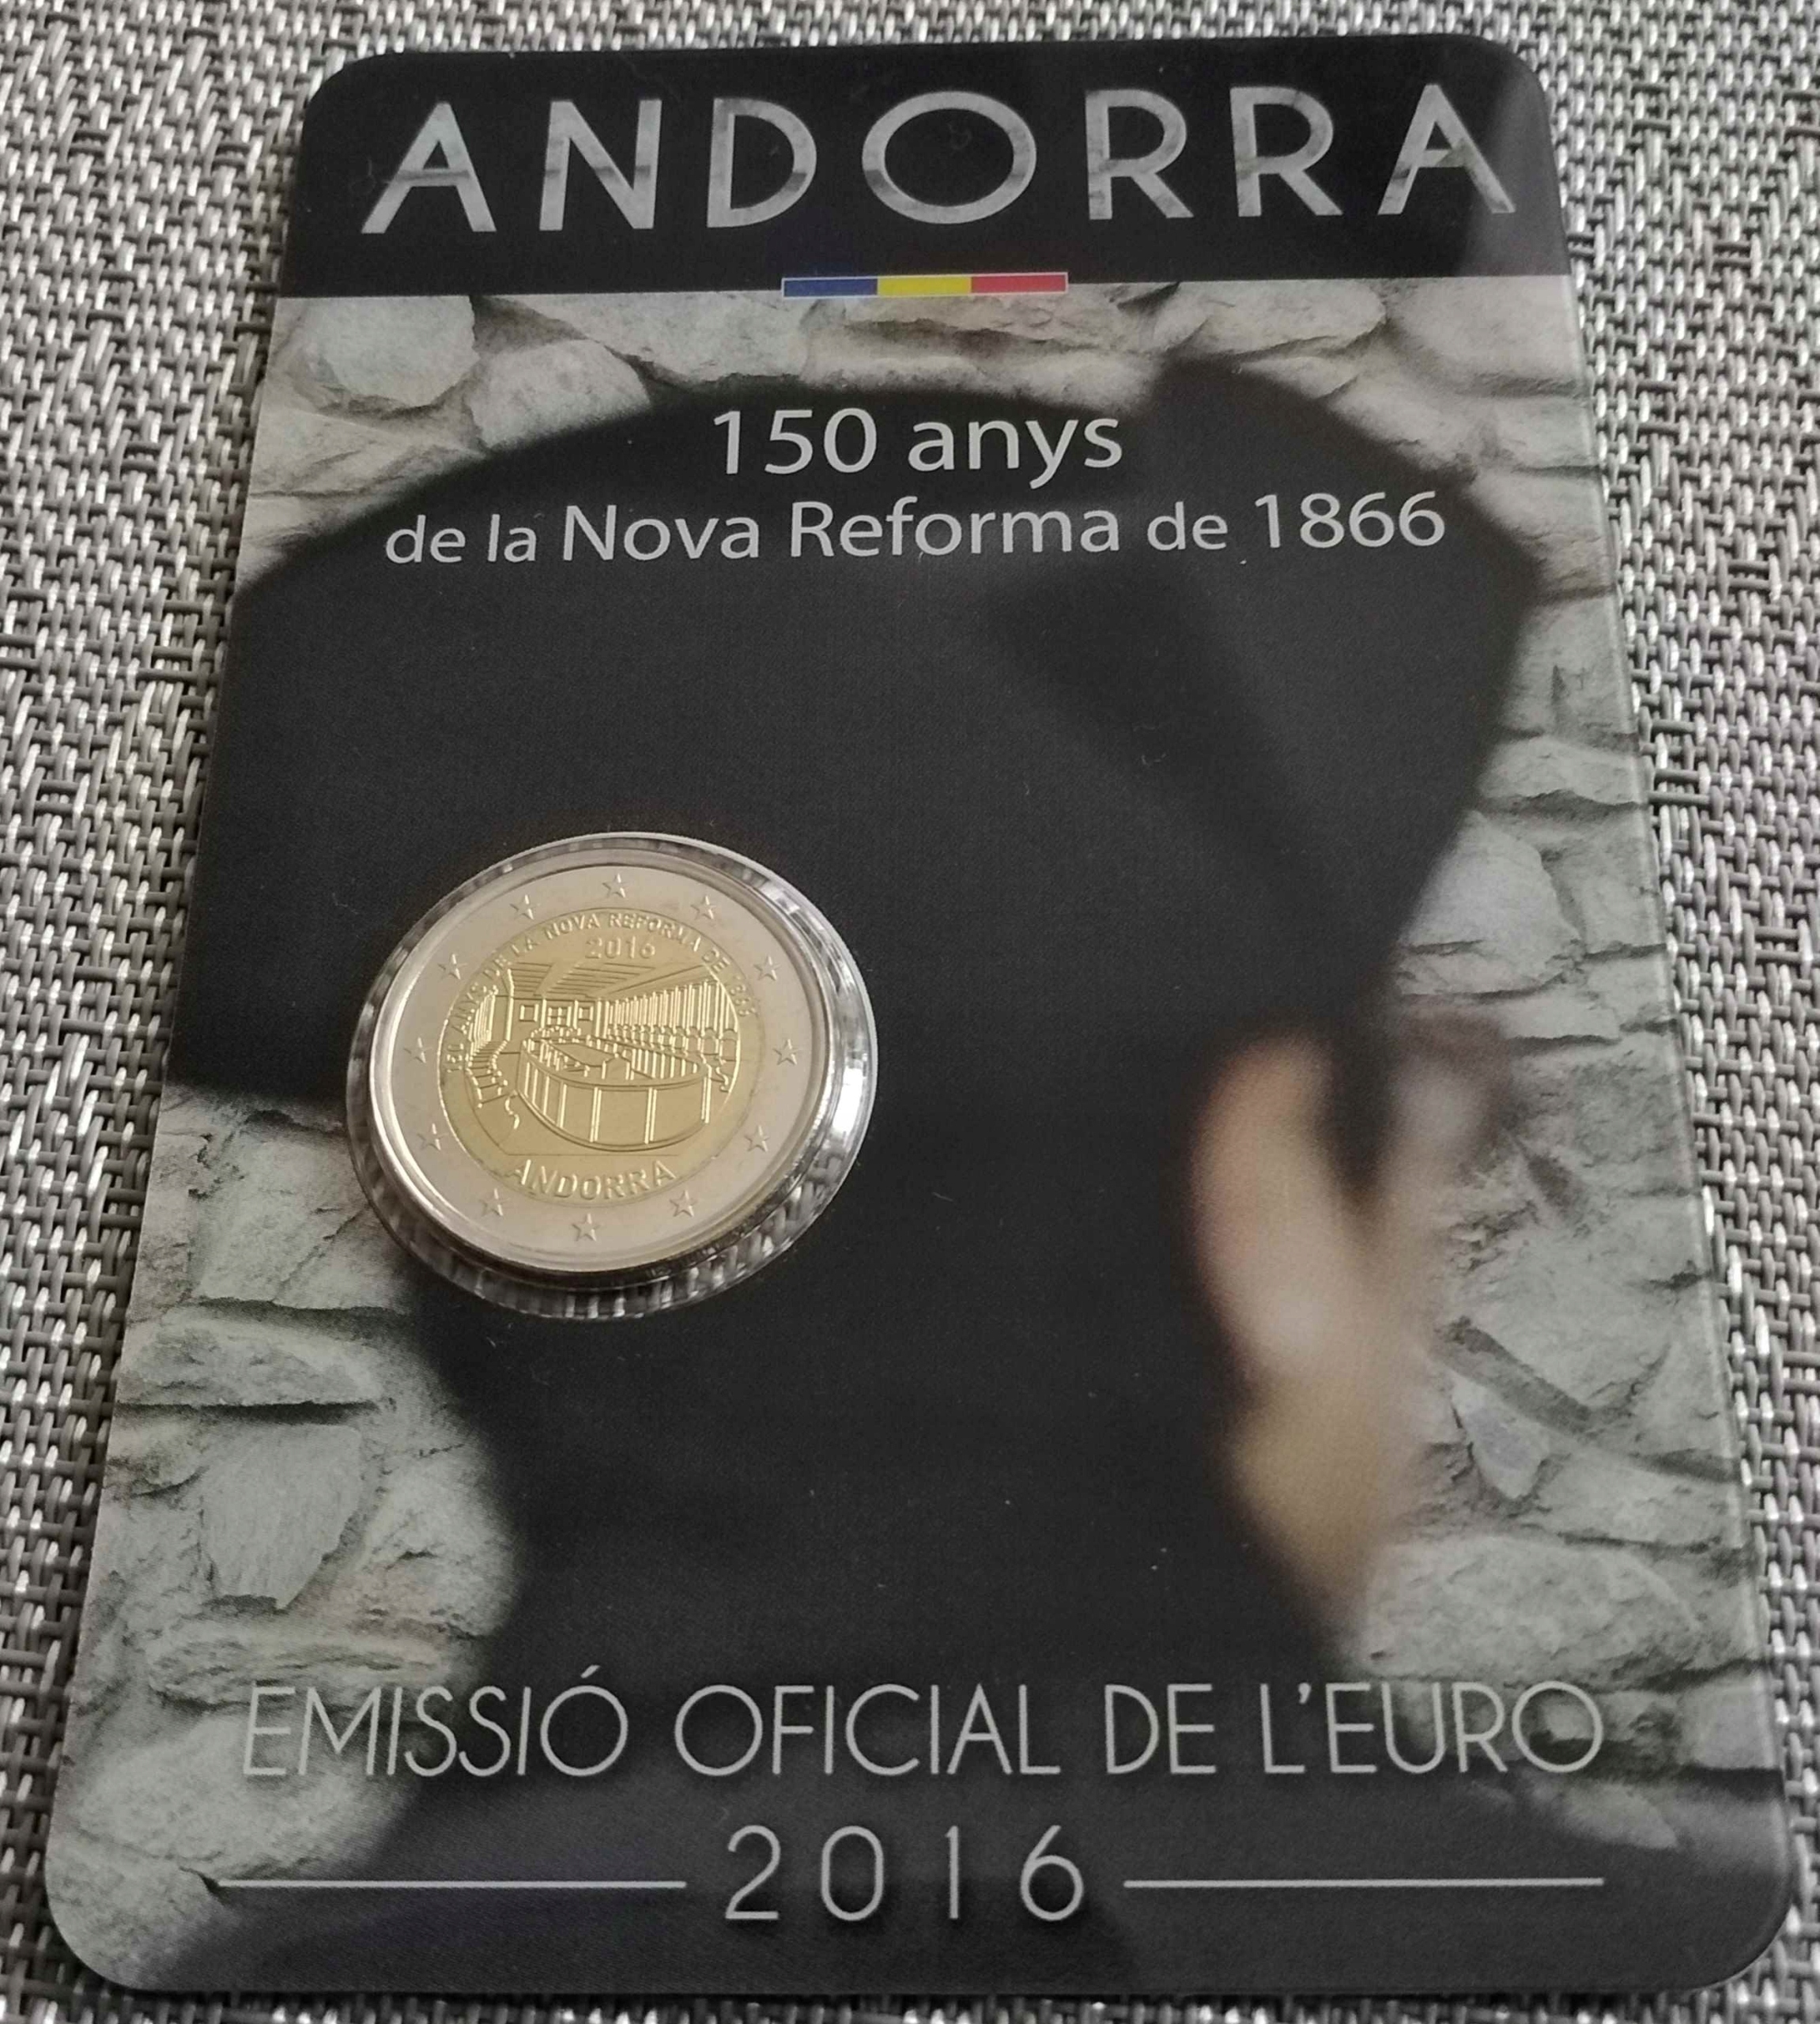 ANDORRA
150 anys
de la Nova Reforma de 1866
150 ANYS DE LA NOVA REFORMA DE 1866
2016
ANDORRA
EMISSIÓ OFICIAL DE L'EURO
2016